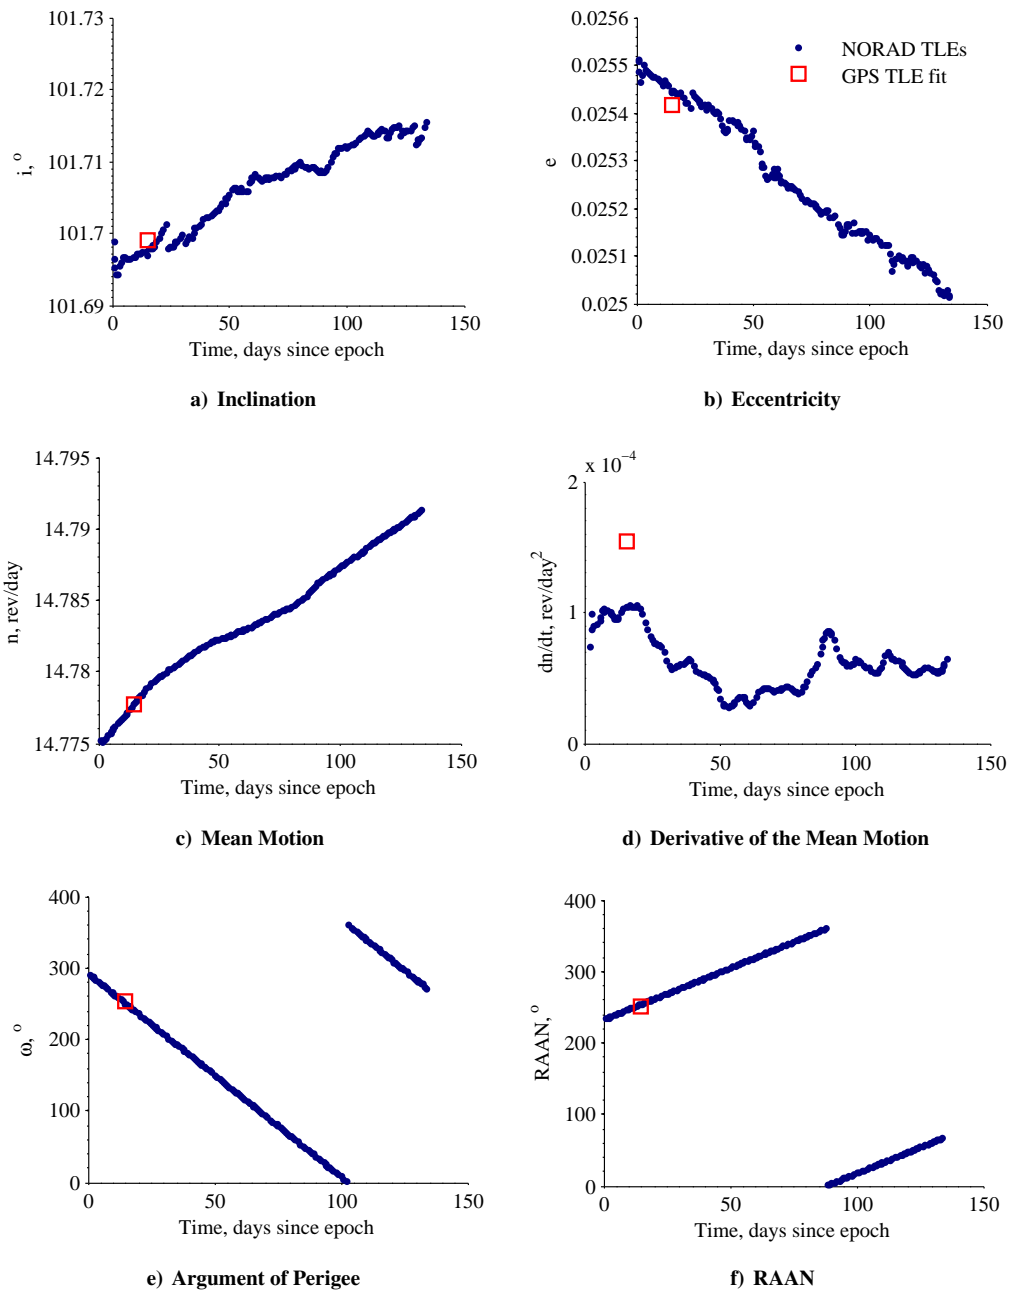 101.73
101.72
101.71
101.7
101.69
i, °
0 50 100 150
Time, days since epoch
a) Inclination
0.0256
0.0255
0.0254
0.0253
0.0252
0.0251
0.025
e
NORAD TLEs
GPS TLE fit
0 50 100 150
Time, days since epoch
b) Eccentricity
14.795
14.79
14.785
14.78
14.775
n, rev/day
0 50 100 150
Time, days since epoch
c) Mean Motion
x 10⁻⁴
2
1
0
dn/dt, rev/day²
0 50 100 150
Time, days since epoch
d) Derivative of the Mean Motion
400
300
200
100
0
ω, °
0 50 100 150
Time, days since epoch
e) Argument of Perigee
400
300
200
100
0
RAAN, °
0 50 100 150
Time, days since epoch
f) RAAN